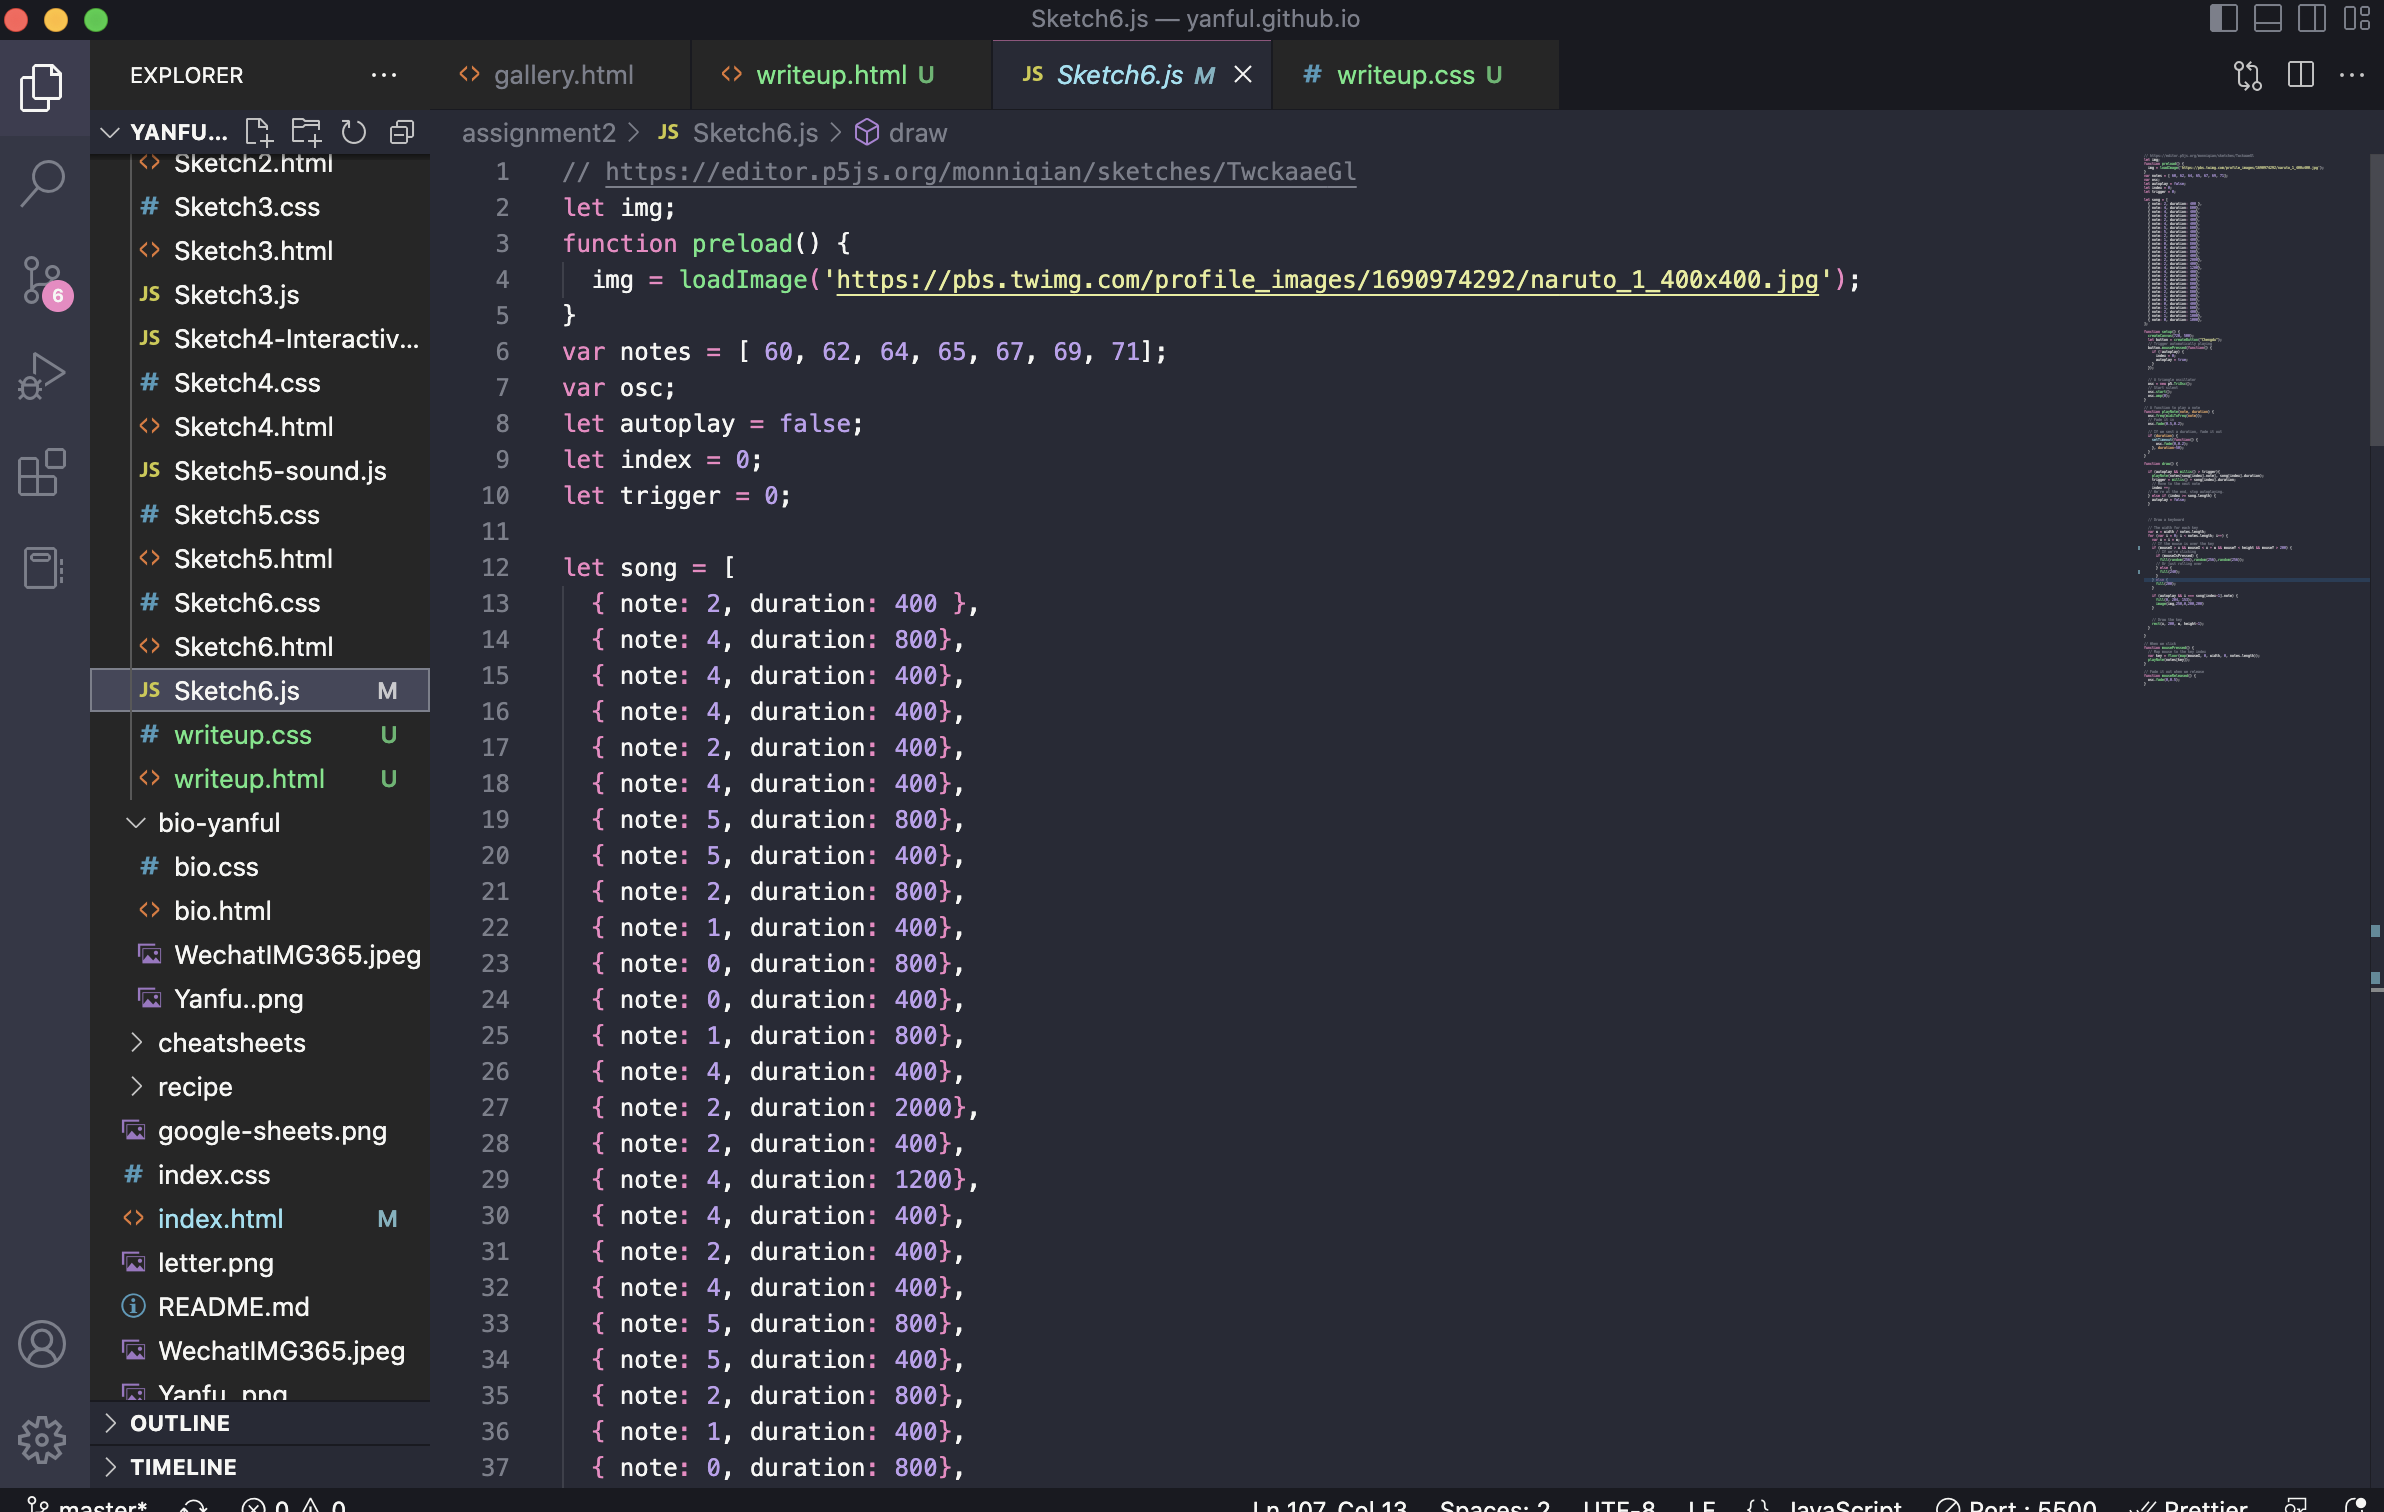 Sketch6.js — yanful.github.io
EXPLORER
gallery.html
writeup.html U
JS Sketch6.js M
# writeup.css U
YANFU...
assignment2 > JS Sketch6.js > draw
Sketch2.html
# Sketch3.css
Sketch3.html
JS Sketch3.js
JS Sketch4-Interactiv...
# Sketch4.css
Sketch4.html
JS Sketch5-sound.js
# Sketch5.css
Sketch5.html
# Sketch6.css
Sketch6.html
JS Sketch6.js M
# writeup.css U
writeup.html U
bio-yanful
# bio.css
bio.html
WechatIMG365.jpeg
Yanfu..png
cheatsheets
recipe
google-sheets.png
# index.css
index.html M
letter.png
README.md
WechatIMG365.jpeg
Yanfu..png
OUTLINE
TIMELINE
6
1 // https://editor.p5js.org/monniqian/sketches/TwckaaeGl
2 let img;
3 function preload() {
4 img = loadImage('https://pbs.twimg.com/profile_images/1690974292/naruto_1_400x400.jpg');
5 }
6 var notes = [ 60, 62, 64, 65, 67, 69, 71];
7 var osc;
8 let autoplay = false;
9 let index = 0;
10 let trigger = 0;
11
12 let song = [
13 { note: 2, duration: 400 },
14 { note: 4, duration: 800},
15 { note: 4, duration: 400},
16 { note: 4, duration: 400},
17 { note: 2, duration: 400},
18 { note: 4, duration: 400},
19 { note: 5, duration: 800},
20 { note: 5, duration: 400},
21 { note: 2, duration: 800},
22 { note: 1, duration: 400},
23 { note: 0, duration: 800},
24 { note: 0, duration: 400},
25 { note: 1, duration: 800},
26 { note: 4, duration: 400},
27 { note: 2, duration: 2000},
28 { note: 2, duration: 400},
29 { note: 4, duration: 1200},
30 { note: 4, duration: 400},
31 { note: 2, duration: 400},
32 { note: 4, duration: 400},
33 { note: 5, duration: 800},
34 { note: 5, duration: 400},
35 { note: 2, duration: 800},
36 { note: 1, duration: 400},
37 { note: 0, duration: 800},
master* 0 0 Ln 107, Col 13 Spaces: 2 UTF-8 LF {} JavaScript Port : 5500 Prettier